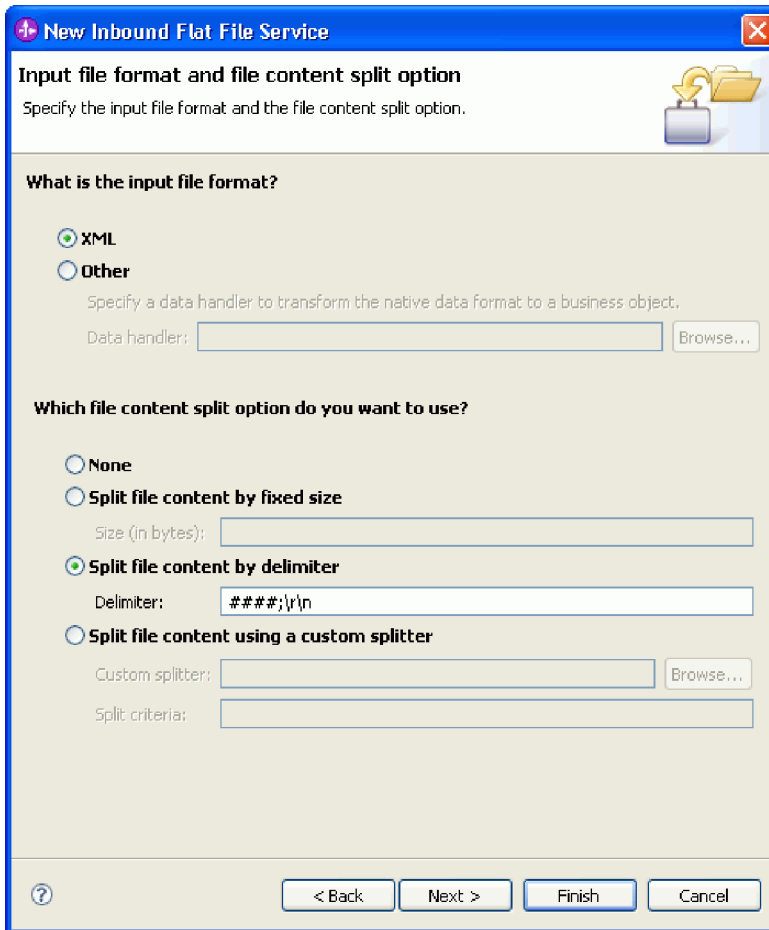 New Inbound Flat File Service
Input file format and file content split option
Specify the input file format and the file content split option.
What is the input file format?
XML
Other
Specify a data handler to transform the native data format to a business object.
Data handler:
Browse...
Which file content split option do you want to use?
None
Split file content by fixed size
Size (in bytes):
Split file content by delimiter
Delimiter: ####;\r\n
Split file content using a custom splitter
Custom splitter:
Browse...
Split criteria:
? < Back Next > Finish Cancel